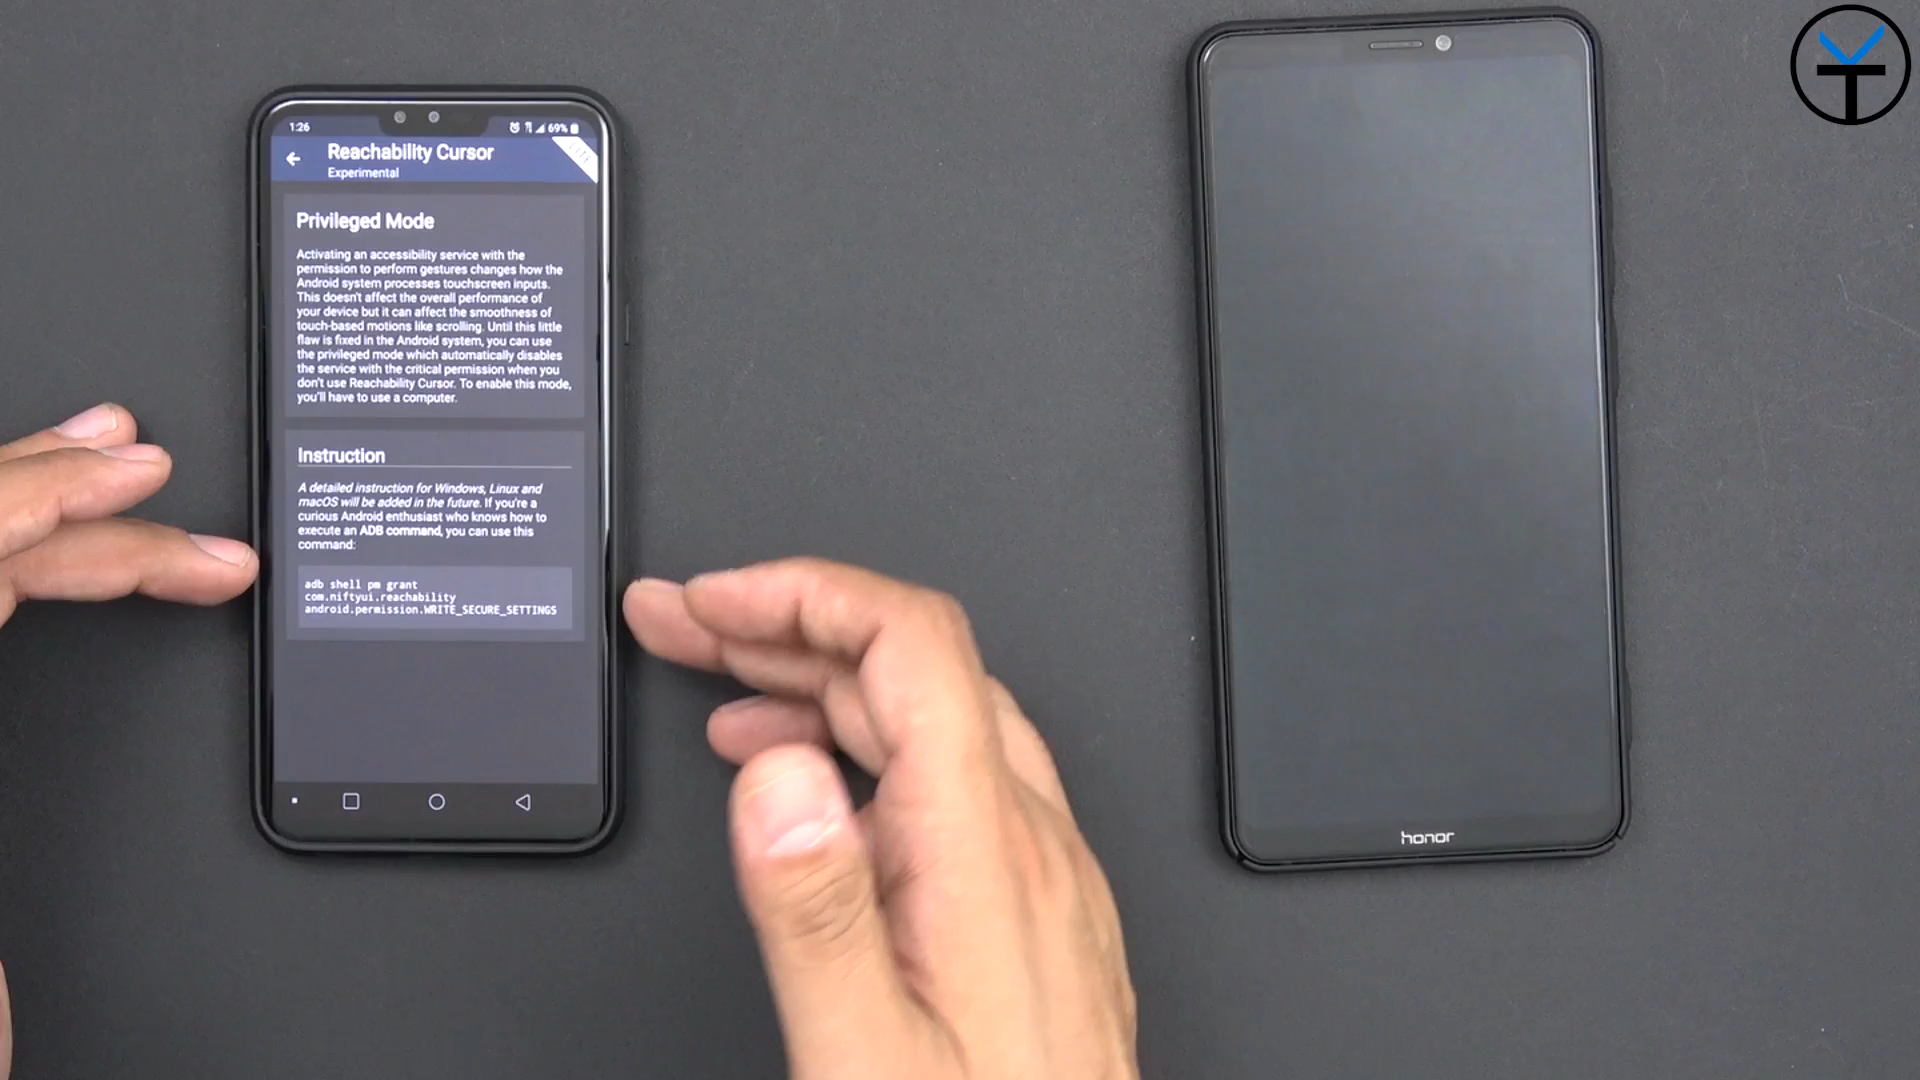 1:26
69%
Reachability Cursor
Experimental
LITE
Privileged Mode
Activating an accessibility service with the
permission to perform gestures changes how the
Android system processes touchscreen inputs.
This doesn't affect the overall performance of
your device but it can affect the smoothness of
touch-based motions like scrolling. Until this little
flaw is fixed in the Android system, you can use
the privileged mode which automatically disables
the service with the critical permission when you
don't use Reachability Cursor. To enable this mode,
you'll have to use a computer.
Instruction
A detailed instruction for Windows, Linux and
macOS will be added in the future. If you're a
curious Android enthusiast who knows how to
execute an ADB command, you can use this
command:
adb shell pm grant
com.niftyui.reachability
android.permission.WRITE_SECURE_SETTINGS
honor